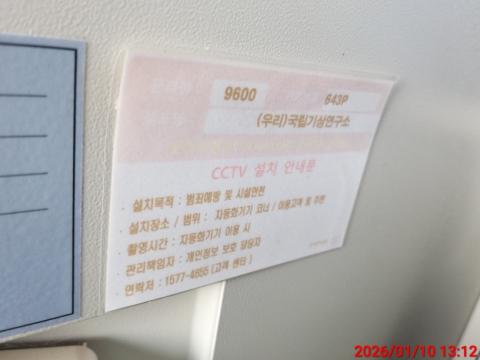 9600
643P
(우리)국립기상연구소
CCTV 설치 안내문
· 설치목적 : 범죄예방 및 시설안전
· 설치장소 / 범위 : 자동화기기 코너 / 이용고객 및 주변
· 촬영시간 : 자동화기기 이용 시
· 관리책임자 : 개인정보 보호 담당자
· 연락처 : 1577-4655 (고객 센터)
2026/01/10 13:12